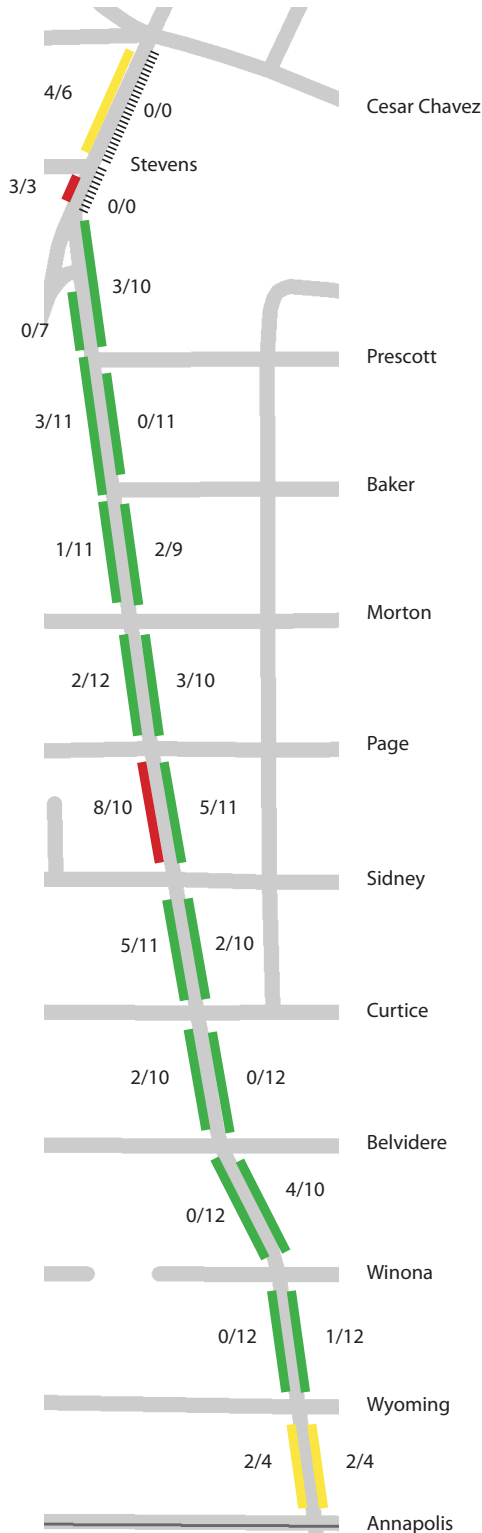 4/6
Cesar Chavez
0/0
Stevens
3/3
0/0
3/10
0/7
Prescott
3/11
0/11
Baker
1/11
2/9
Morton
2/12
3/10
Page
8/10
5/11
Sidney
5/11
2/10
Curtice
2/10
0/12
Belvidere
4/10
0/12
Winona
0/12
1/12
Wyoming
2/4
2/4
Annapolis